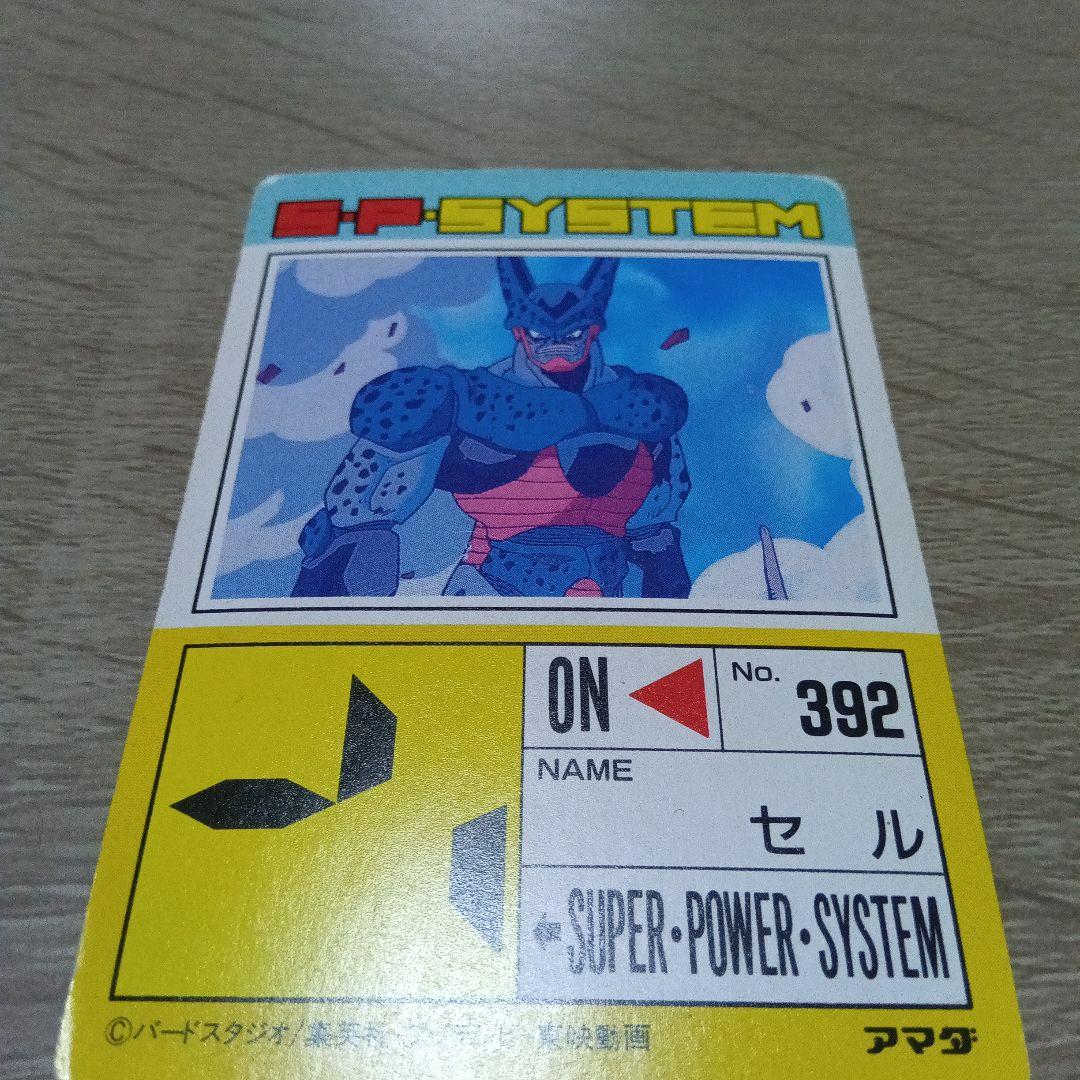 S・P・SYSTEM
ON
No. 392
NAME
セル
SUPER・POWER・SYSTEM
©バードスタジオ/集英社 東映動画
アマダ